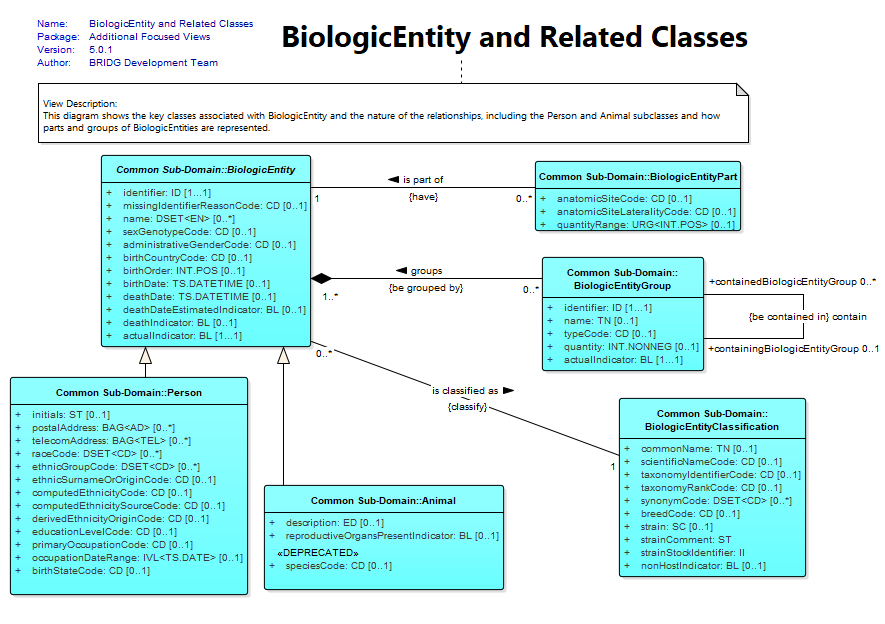 Name: BiologicEntity and Related Classes
Package: Additional Focused Views
Version: 5.0.1
Author: BRIDG Development Team
BiologicEntity and Related Classes
View Description:
This diagram shows the key classes associated with BiologicEntity and the nature of the relationships, including the Person and Animal subclasses and how
parts and groups of BiologicEntities are represented.
Common Sub-Domain::BiologicEntity
+ identifier: ID [1...1]
+ missingIdentifierReasonCode: CD [0..1]
+ name: DSET<EN> [0..*]
+ sexGenotypeCode: CD [0..1]
+ administrativeGenderCode: CD [0..1]
+ birthCountryCode: CD [0..1]
+ birthOrder: INT.POS [0..1]
+ birthDate: TS.DATETIME [0..1]
+ deathDate: TS.DATETIME [0..1]
+ deathDateEstimatedIndicator: BL [0..1]
+ deathIndicator: BL [0..1]
+ actualIndicator: BL [1...1]
is part of
{have}
1
0..*
Common Sub-Domain::BiologicEntityPart
+ anatomicSiteCode: CD [0..1]
+ anatomicSiteLateralityCode: CD [0..1]
+ quantityRange: URG<INT.POS> [0..1]
groups
{be grouped by}
1..*
0..*
Common Sub-Domain::
BiologicEntityGroup
+ identifier: ID [1...1]
+ name: TN [0..1]
+ typeCode: CD [0..1]
+ quantity: INT.NONNEG [0..1]
+ actualIndicator: BL [1...1]
+containedBiologicEntityGroup 0..*
{be contained in} contain
+containingBiologicEntityGroup 0..1
0..*
is classified as
{classify}
1
Common Sub-Domain::Person
+ initials: ST [0..1]
+ postalAddress: BAG<AD> [0..*]
+ telecomAddress: BAG<TEL> [0..*]
+ raceCode: DSET<CD> [0..*]
+ ethnicGroupCode: DSET<CD> [0..*]
+ ethnicSurnameOrOriginCode: CD [0..1]
+ computedEthnicityCode: CD [0..1]
+ computedEthnicitySourceCode: CD [0..1]
+ derivedEthnicityOriginCode: CD [0..1]
+ educationLevelCode: CD [0..1]
+ primaryOccupationCode: CD [0..1]
+ occupationDateRange: IVL<TS.DATE> [0..1]
+ birthStateCode: CD [0..1]
Common Sub-Domain::Animal
+ description: ED [0..1]
+ reproductiveOrgansPresentIndicator: BL [0..1]
«DEPRECATED»
+ speciesCode: CD [0..1]
Common Sub-Domain::
BiologicEntityClassification
+ commonName: TN [0..1]
+ scientificNameCode: CD [0..1]
+ taxonomyIdentifierCode: CD [0..1]
+ taxonomyRankCode: CD [0..1]
+ synonymCode: DSET<CD> [0..*]
+ breedCode: CD [0..1]
+ strain: SC [0..1]
+ strainComment: ST
+ strainStockIdentifier: II
+ nonHostIndicator: BL [0..1]